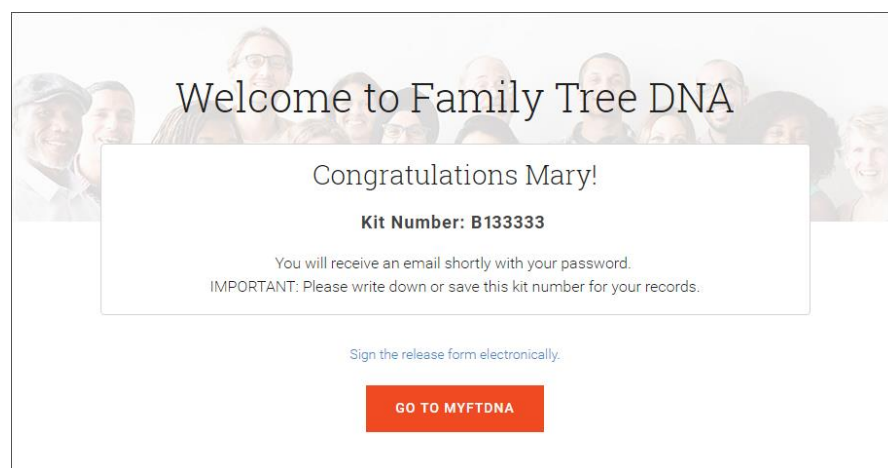 Welcome to Family Tree DNA
Congratulations Mary!
Kit Number: B133333
You will receive an email shortly with your password.
IMPORTANT: Please write down or save this kit number for your records.
Sign the release form electronically.
GO TO MYFTDNA